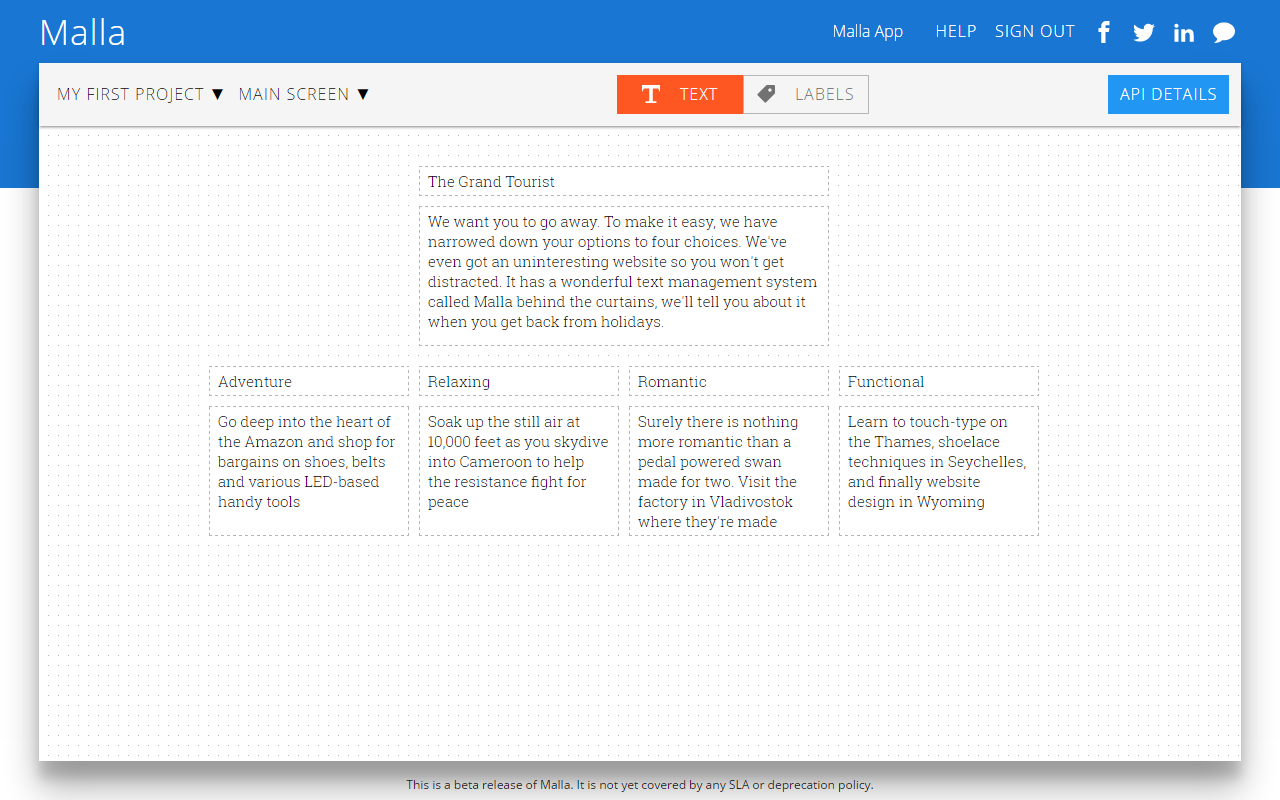 Malla
Malla App
HELP
SIGN OUT
MY FIRST PROJECT ▼
MAIN SCREEN ▼
TEXT
LABELS
API DETAILS
The Grand Tourist
We want you to go away. To make it easy, we have
narrowed down your options to four choices. We've
even got an uninteresting website so you won't get
distracted. It has a wonderful text management system
called Malla behind the curtains, we'll tell you about it
when you get back from holidays.
Adventure
Go deep into the heart of
the Amazon and shop for
bargains on shoes, belts
and various LED-based
handy tools
Relaxing
Soak up the still air at
10,000 feet as you skydive
into Cameroon to help
the resistance fight for
peace
Romantic
Surely there is nothing
more romantic than a
pedal powered swan
made for two. Visit the
factory in Vladivostok
where they're made
Functional
Learn to touch-type on
the Thames, shoelace
techniques in Seychelles,
and finally website
design in Wyoming
This is a beta release of Malla. It is not yet covered by any SLA or deprecation policy.